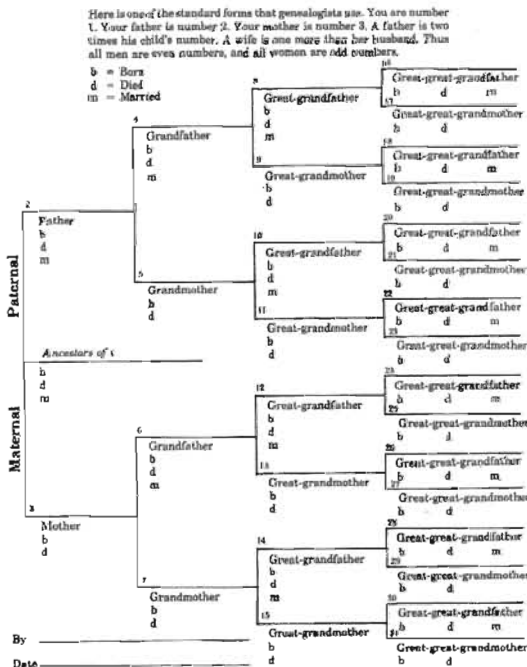 Here is one of the standard forms that genealogists use. You are number
1. Your father is number 2. Your mother is number 3. A father is two
times his child's number. A wife is one more than her husband. Thus
all men are even numbers, and all women are odd numbers.
b = Born
d = Died
m = Married
Paternal
Maternal
2
Father
b
d
m
Ancestors of 1
b
d
m
3
Mother
b
d
4
Grandfather
b
d
m
5
Grandmother
b
d
6
Grandfather
b
d
m
7
Grandmother
b
d
8
Great-grandfather
b
d
m
9
Great-grandmother
b
d
10
Great-grandfather
b
d
m
11
Great-grandmother
b
d
12
Great-grandfather
b
d
m
13
Great-grandmother
b
d
14
Great-grandfather
b
d
m
15
Great-grandmother
b
d
16
Great-great-grandfather
b d m
17
Great-great-grandmother
b d
18
Great-great-grandfather
b d m
19
Great-great-grandmother
b d
20
Great-great-grandfather
b d m
21
Great-great-grandmother
b d
22
Great-great-grandfather
b d m
23
Great-great-grandmother
b d
Great-great-grandfather
b d m
25
Great-great-grandmother
b d
26
Great-great-grandfather
b d m
27
Great-great-grandmother
b d
28
Great-great-grandfather
b d m
29
Great-great-grandmother
b d
30
Great-great-grandfather
b d m
31
Great-great-grandmother
b d
By
Date